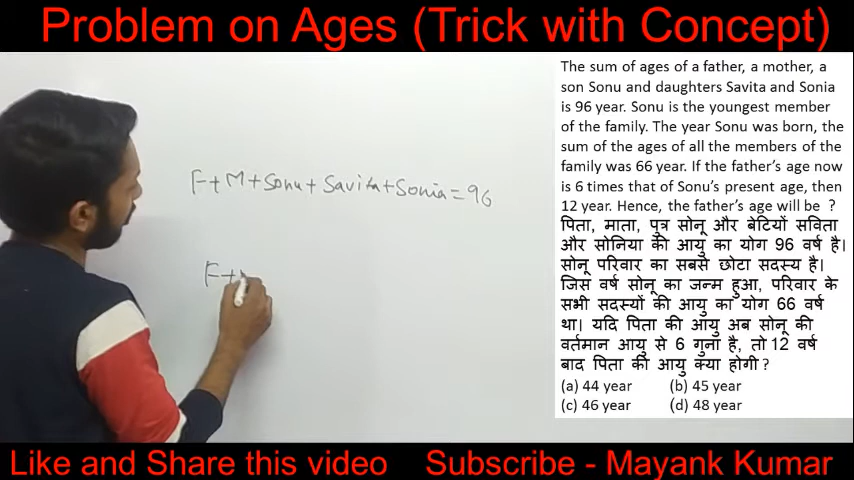 Problem on Ages (Trick with Concept)
The sum of ages of a father, a mother, a
son Sonu and daughters Savita and Sonia
is 96 year. Sonu is the youngest member
of the family. The year Sonu was born, the
sum of the ages of all the members of the
family was 66 year. If the father's age now
is 6 times that of Sonu's present age, then
12 year. Hence, the father's age will be ?
पिता, माता, पुत्र सोनू और बेटियों सविता
और सोनिया की आयु का योग 96 वर्ष है।
सोनू परिवार का सबसे छोटा सदस्य है।
जिस वर्ष सोनू का जन्म हुआ, परिवार के
सभी सदस्यों की आयु का योग 66 वर्ष
था। यदि पिता की आयु अब सोनू की
वर्तमान आयु से 6 गुना है, तो 12 वर्ष
बाद पिता की आयु क्या होगी ?
(a) 44 year (b) 45 year
(c) 46 year (d) 48 year
F+M+Sonu+Savita+Sonia=96
F+
Like and Share this video Subscribe - Mayank Kumar